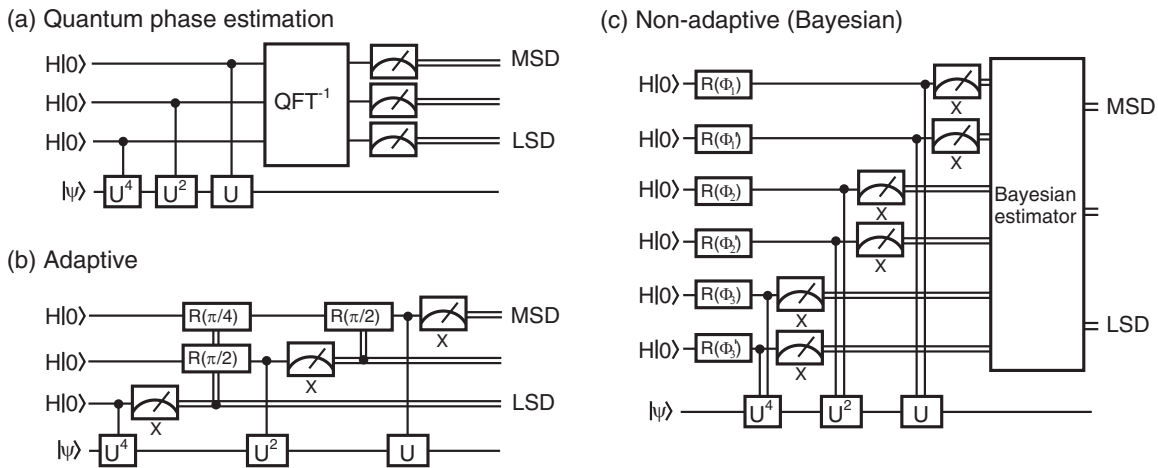 (a) Quantum phase estimation
H|0⟩ MSD
H|0⟩ QFT⁻¹
H|0⟩ LSD
|ψ⟩ U⁴ U² U
(b) Adaptive
H|0⟩ R(π/4) R(π/2) X MSD
H|0⟩ R(π/2) X
H|0⟩ X LSD
|ψ⟩ U⁴ U² U
(c) Non-adaptive (Bayesian)
H|0⟩ R(Φ₁) X MSD
H|0⟩ R(Φ₁') X
H|0⟩ R(Φ₂) X
Bayesian
estimator
H|0⟩ R(Φ₂') X
H|0⟩ R(Φ₃) X LSD
H|0⟩ R(Φ₃') X
|ψ⟩ U⁴ U² U